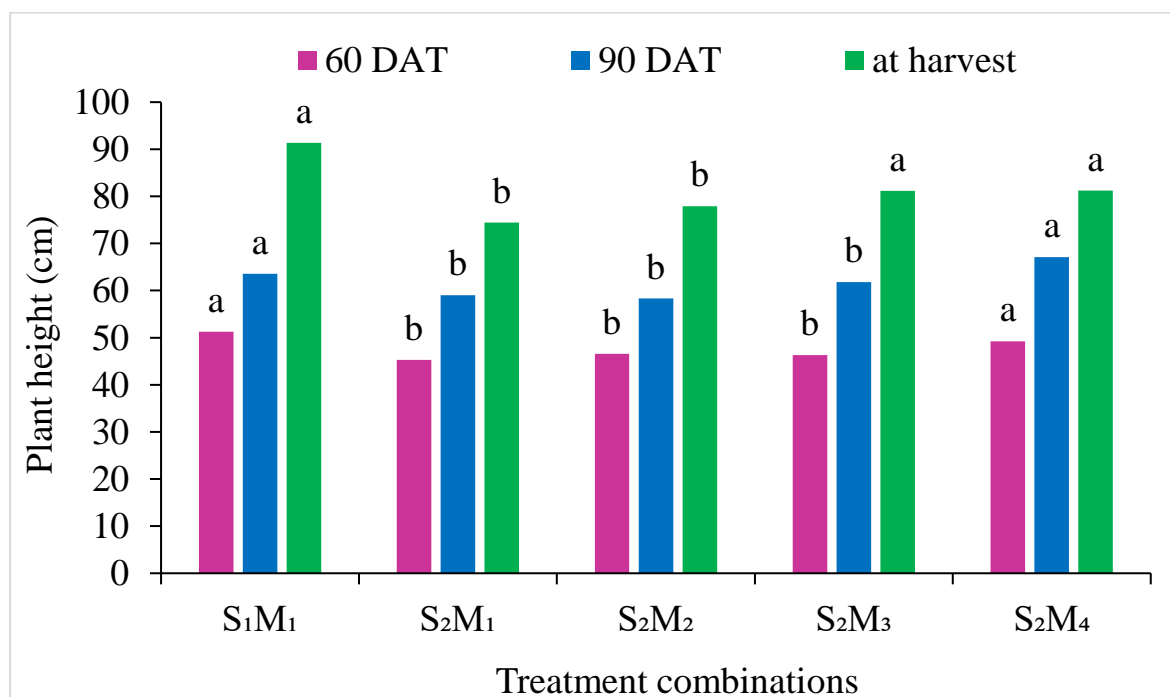 60 DAT 90 DAT at harvest
Plant height (cm)
100
90
80
70
60
50
40
30
20
10
0
a a a
b b b
b b b
b b a
a a a
S₁M₁ S₂M₁ S₂M₂ S₂M₃ S₂M₄
Treatment combinations